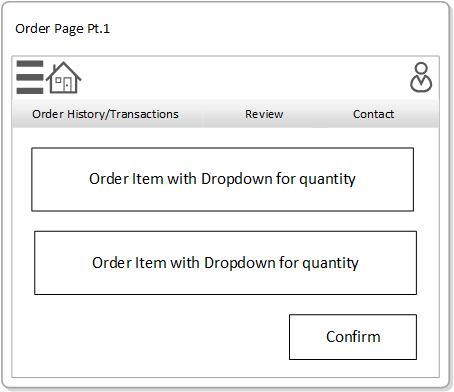 Order Page Pt.1
Order History/Transactions Review Contact
Order Item with Dropdown for quantity
Order Item with Dropdown for quantity
Confirm